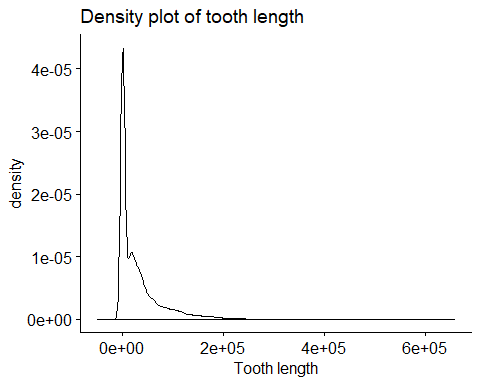 Density plot of tooth length
4e-05
3e-05
2e-05
1e-05
0e+00
density
0e+00 2e+05 4e+05 6e+05
Tooth length